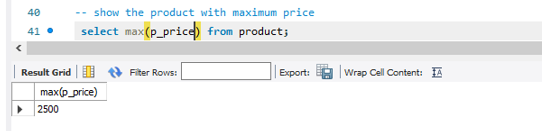 40 -- show the product with maximum price
41 select max(p_price) from product;
Result Grid Filter Rows: Export: Wrap Cell Content:
max(p_price)
2500